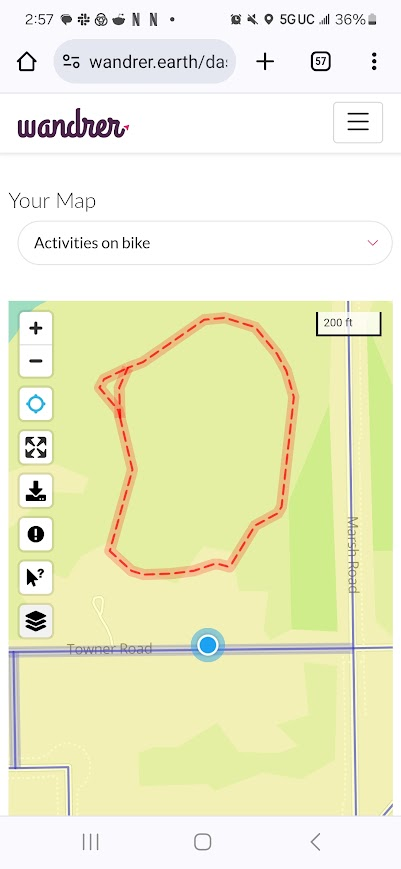 2:57
N N
5G UC
36%
wandrer.earth/da
57
wandrer
Your Map
Activities on bike
+
200 ft
−
?
Marsh Road
Towner Road